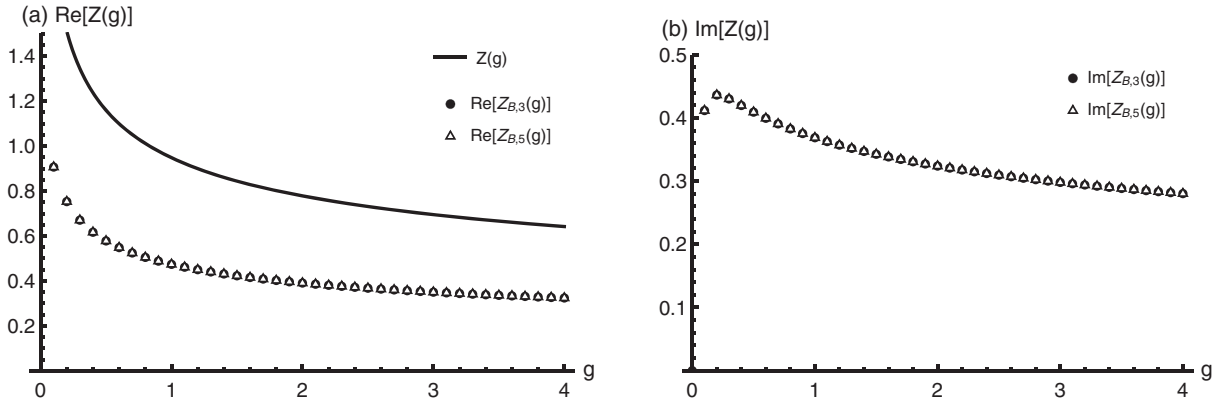 (a) Re[Z(g)]
1.4
1.2
1.0
0.8
0.6
0.4
0.2
0
1
2
3
4
g
Z(g)
Re[Z_{B,3}(g)]
Re[Z_{B,5}(g)]
(b) Im[Z(g)]
0.5
0.4
0.3
0.2
0.1
0
1
2
3
4
g
Im[Z_{B,3}(g)]
Im[Z_{B,5}(g)]